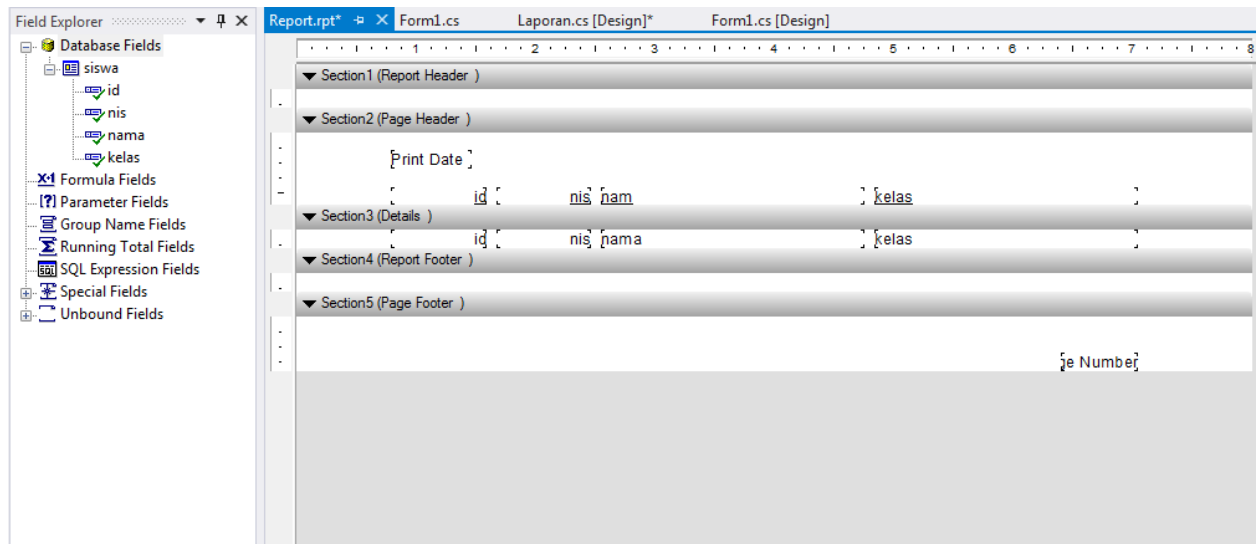 Field Explorer
Report.rpt* Form1.cs Laporan.cs [Design]* Form1.cs [Design]
Database Fields
siswa
id
nis
nama
kelas
Formula Fields
Parameter Fields
Group Name Fields
Running Total Fields
SQL Expression Fields
Special Fields
Unbound Fields
1 2 3 4 5 6 7 8
Section1 (Report Header )
Section2 (Page Header )
Print Date
id nis nam kelas
Section3 (Details )
id nis nama kelas
Section4 (Report Footer )
Section5 (Page Footer )
ge Number